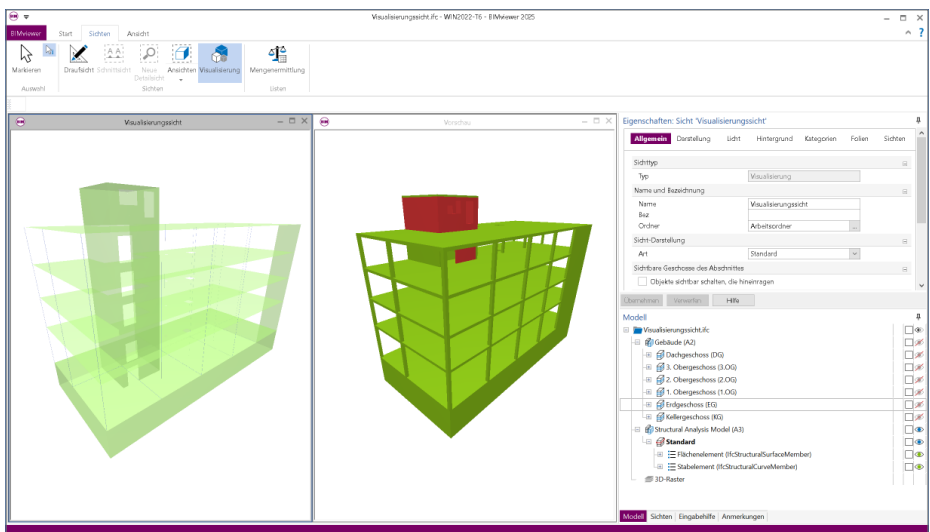 Visualisierungssicht.ifc - WIN2022-T6 - BIMviewer 2025
BIMviewer Start Sichten Ansicht
Markieren Draufsicht Schnittsicht Neue Detailsicht Ansichten Visualisierung Mengenermittlung
Auswahl Sichten Listen
Visualisierungssicht
Vorschau
Eigenschaften: Sicht 'Visualisierungssicht'
Allgemein Darstellung Licht Hintergrund Kategorien Folien Sichten
Sichttyp
Typ Visualisierung
Name und Bezeichnung
Name Visualisierungssicht
Bez
Ordner Arbeitsordner ...
Sicht-Darstellung
Art Standard
Sichtbare Geschosse des Abschnittes
Objekte sichtbar schalten, die hineinragen
Übernehmen Verwerfen Hilfe
Modell
Visualisierungssicht.ifc
Gebäude (A2)
Dachgeschoss (DG)
3. Obergeschoss (3.OG)
2. Obergeschoss (2.OG)
1. Obergeschoss (1.OG)
Erdgeschoss (EG)
Kellergeschoss (KG)
Structural Analysis Model (A3)
Standard
Flächenelement (IfcStructuralSurfaceMember)
Stabelement (IfcStructuralCurveMember)
3D-Raster
Modell Sichten Eingabehilfe Anmerkungen